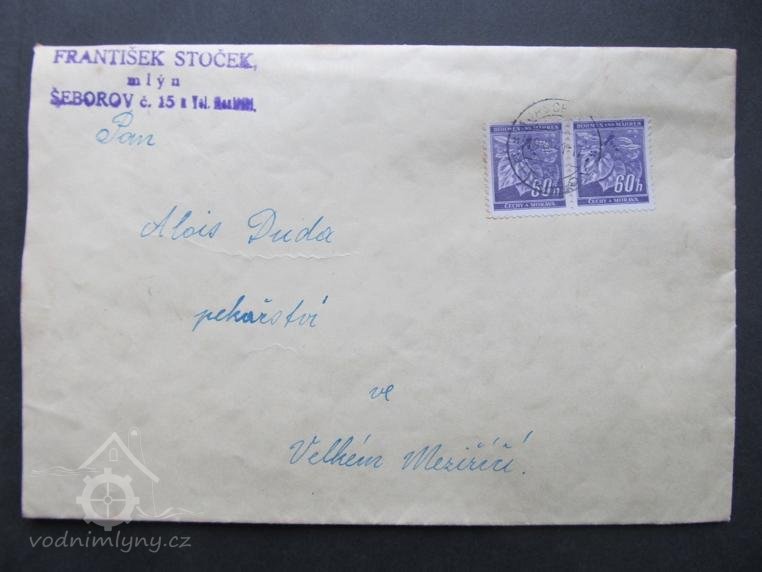 FRANTIŠEK STOČEK,
mlýn
ŠEBOROV č. 15 Tel.
Pan
Alois Duda
pekařství
ve
Velkém Meziříčí.
BÖHMEN UND MÄHREN
60h
ČECHY A MORAVA
BÖHMEN UND MÄHREN
60h
ČECHY A MORAVA
vodnimlyny.cz